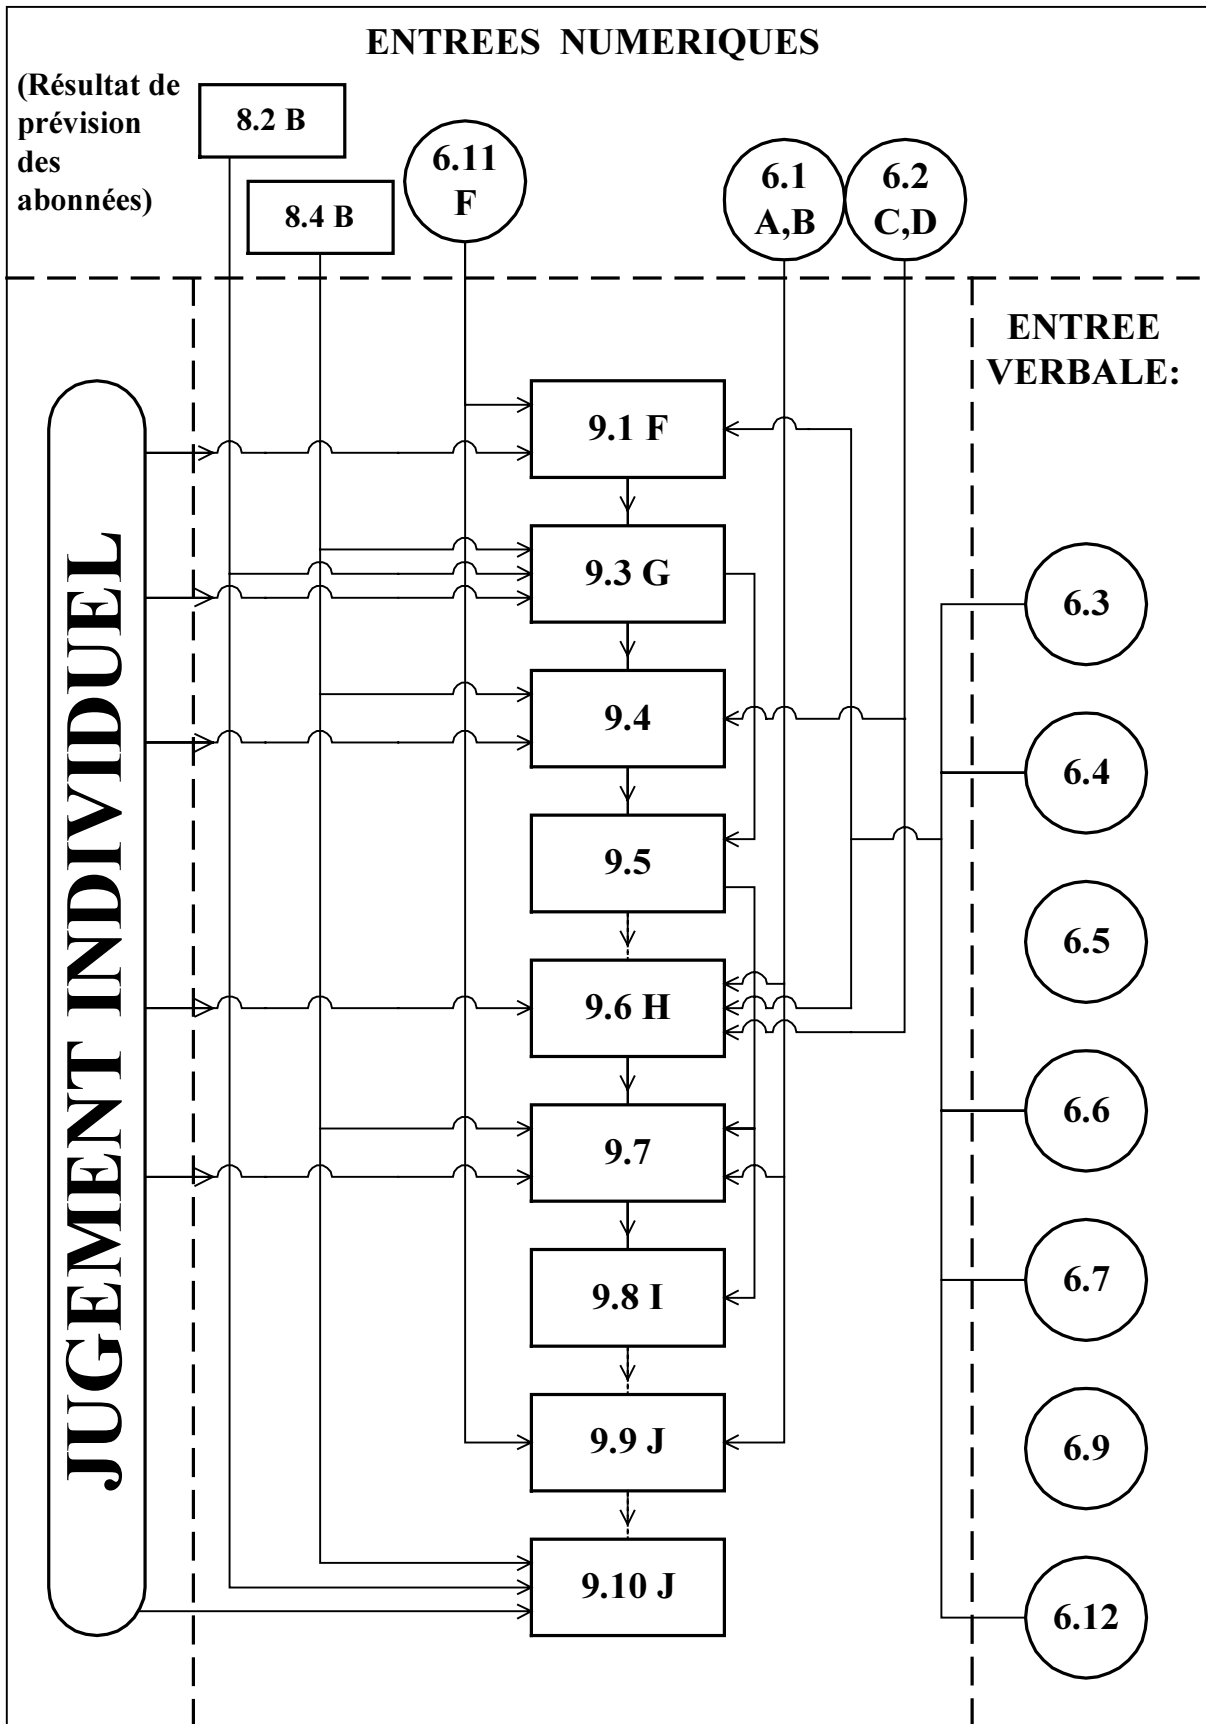 ENTREES NUMERIQUES
(Résultat de
prévision
des
abonnées)
8.2 B
8.4 B
6.11
F
6.1
A,B
6.2
C,D
ENTREE
VERBALE:
JUGEMENT INDIVIDUEL
9.1 F
9.3 G
9.4
9.5
9.6 H
9.7
9.8 I
9.9 J
9.10 J
6.3
6.4
6.5
6.6
6.7
6.9
6.12